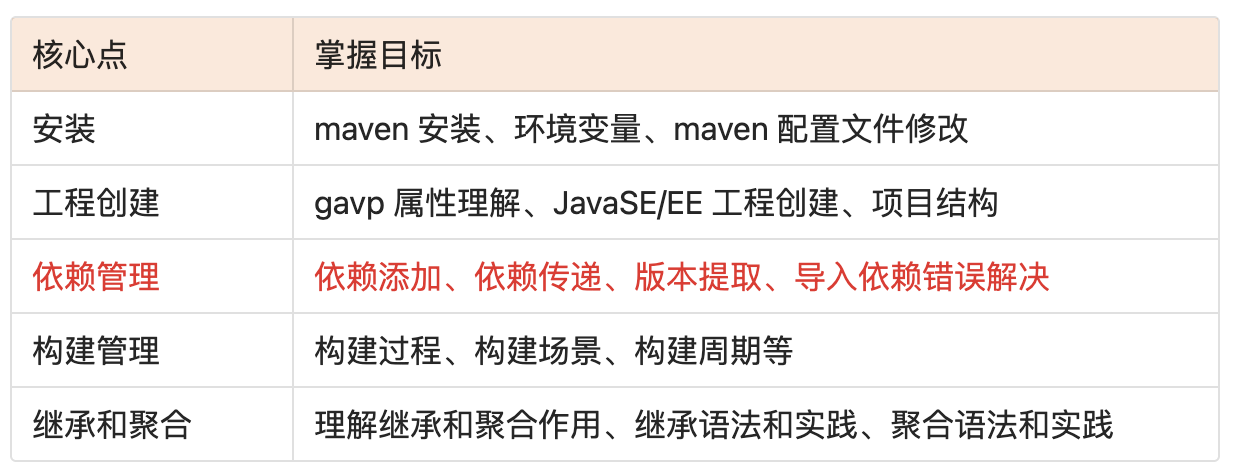 核心点 掌握目标
安装 maven 安装、环境变量、maven 配置文件修改
工程创建 gavp 属性理解、JavaSE/EE 工程创建、项目结构
依赖管理 依赖添加、依赖传递、版本提取、导入依赖错误解决
构建管理 构建过程、构建场景、构建周期等
继承和聚合 理解继承和聚合作用、继承语法和实践、聚合语法和实践